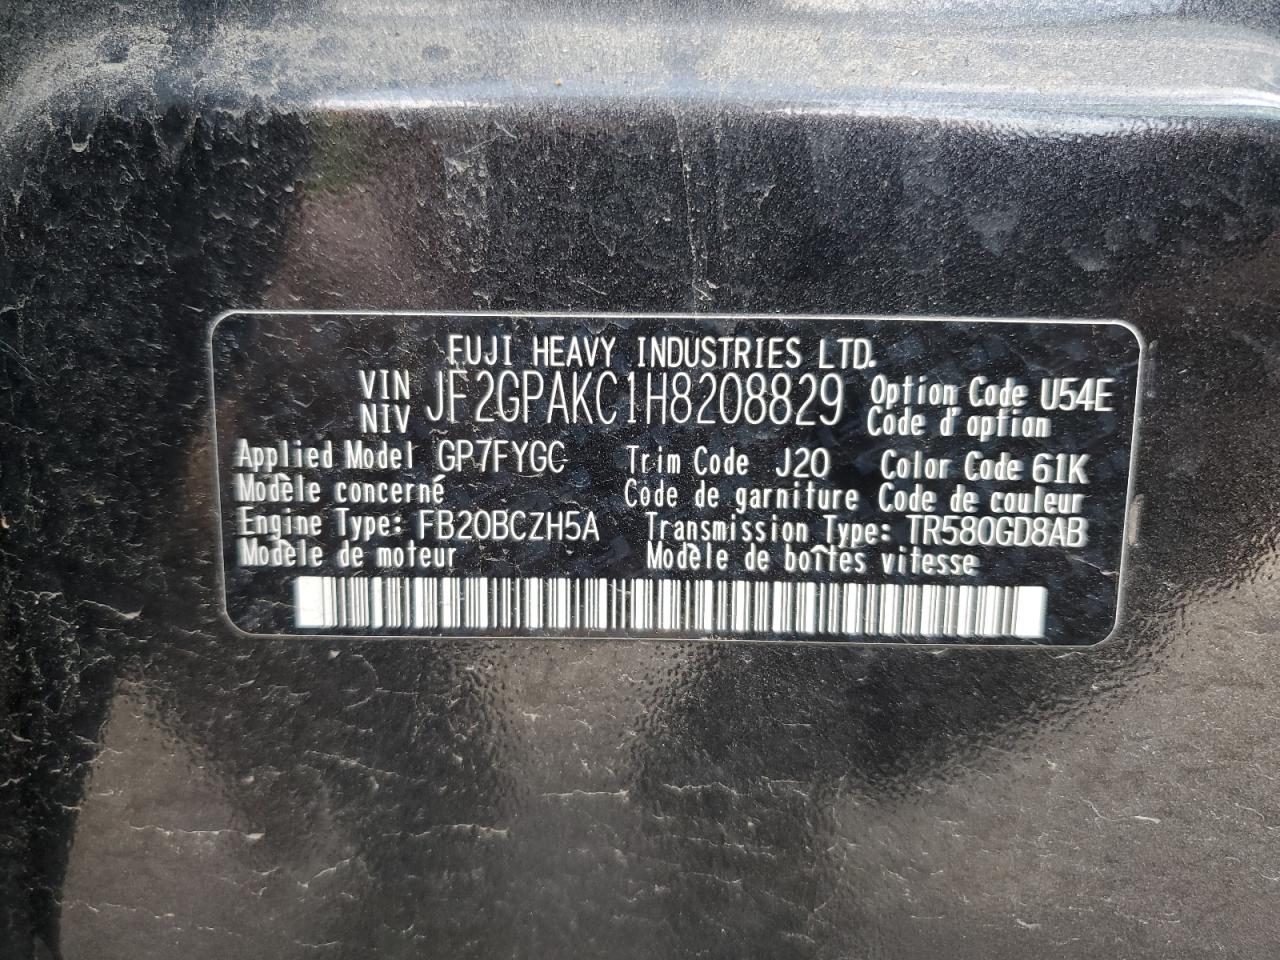 FUJI HEAVY INDUSTRIES LTD.
VIN
NIV JF2GPAKC1H8208829 Option Code U54E
Code d'option
Applied Model GP7FYGC Trim Code J20 Color Code 61K
Modèle concerné Code de garniture Code de couleur
Engine Type: FB20BCZH5A Transmission Type: TR580GD8AB
Modèle de moteur Modèle de boîtes vitesse